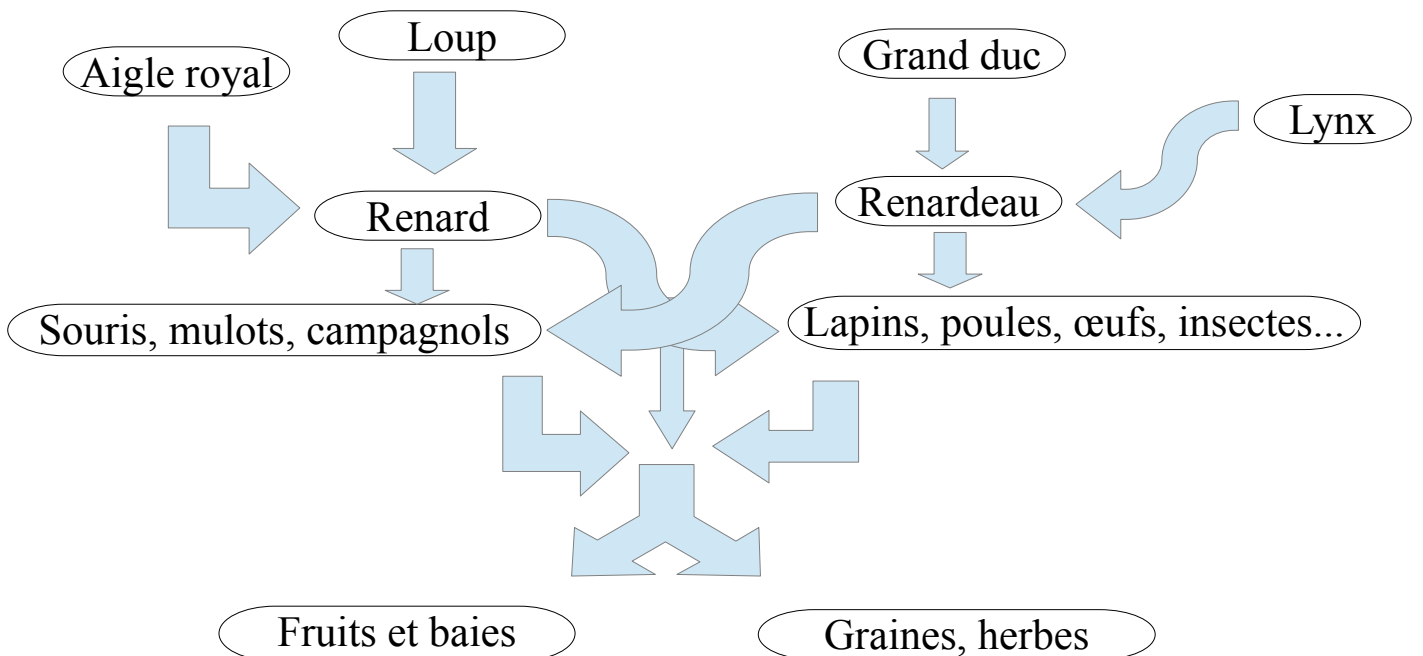 Loup
Aigle royal
Grand duc
Lynx
Renard
Renardeau
Souris, mulots, campagnols
Lapins, poules, œufs, insectes...
Fruits et baies
Graines, herbes